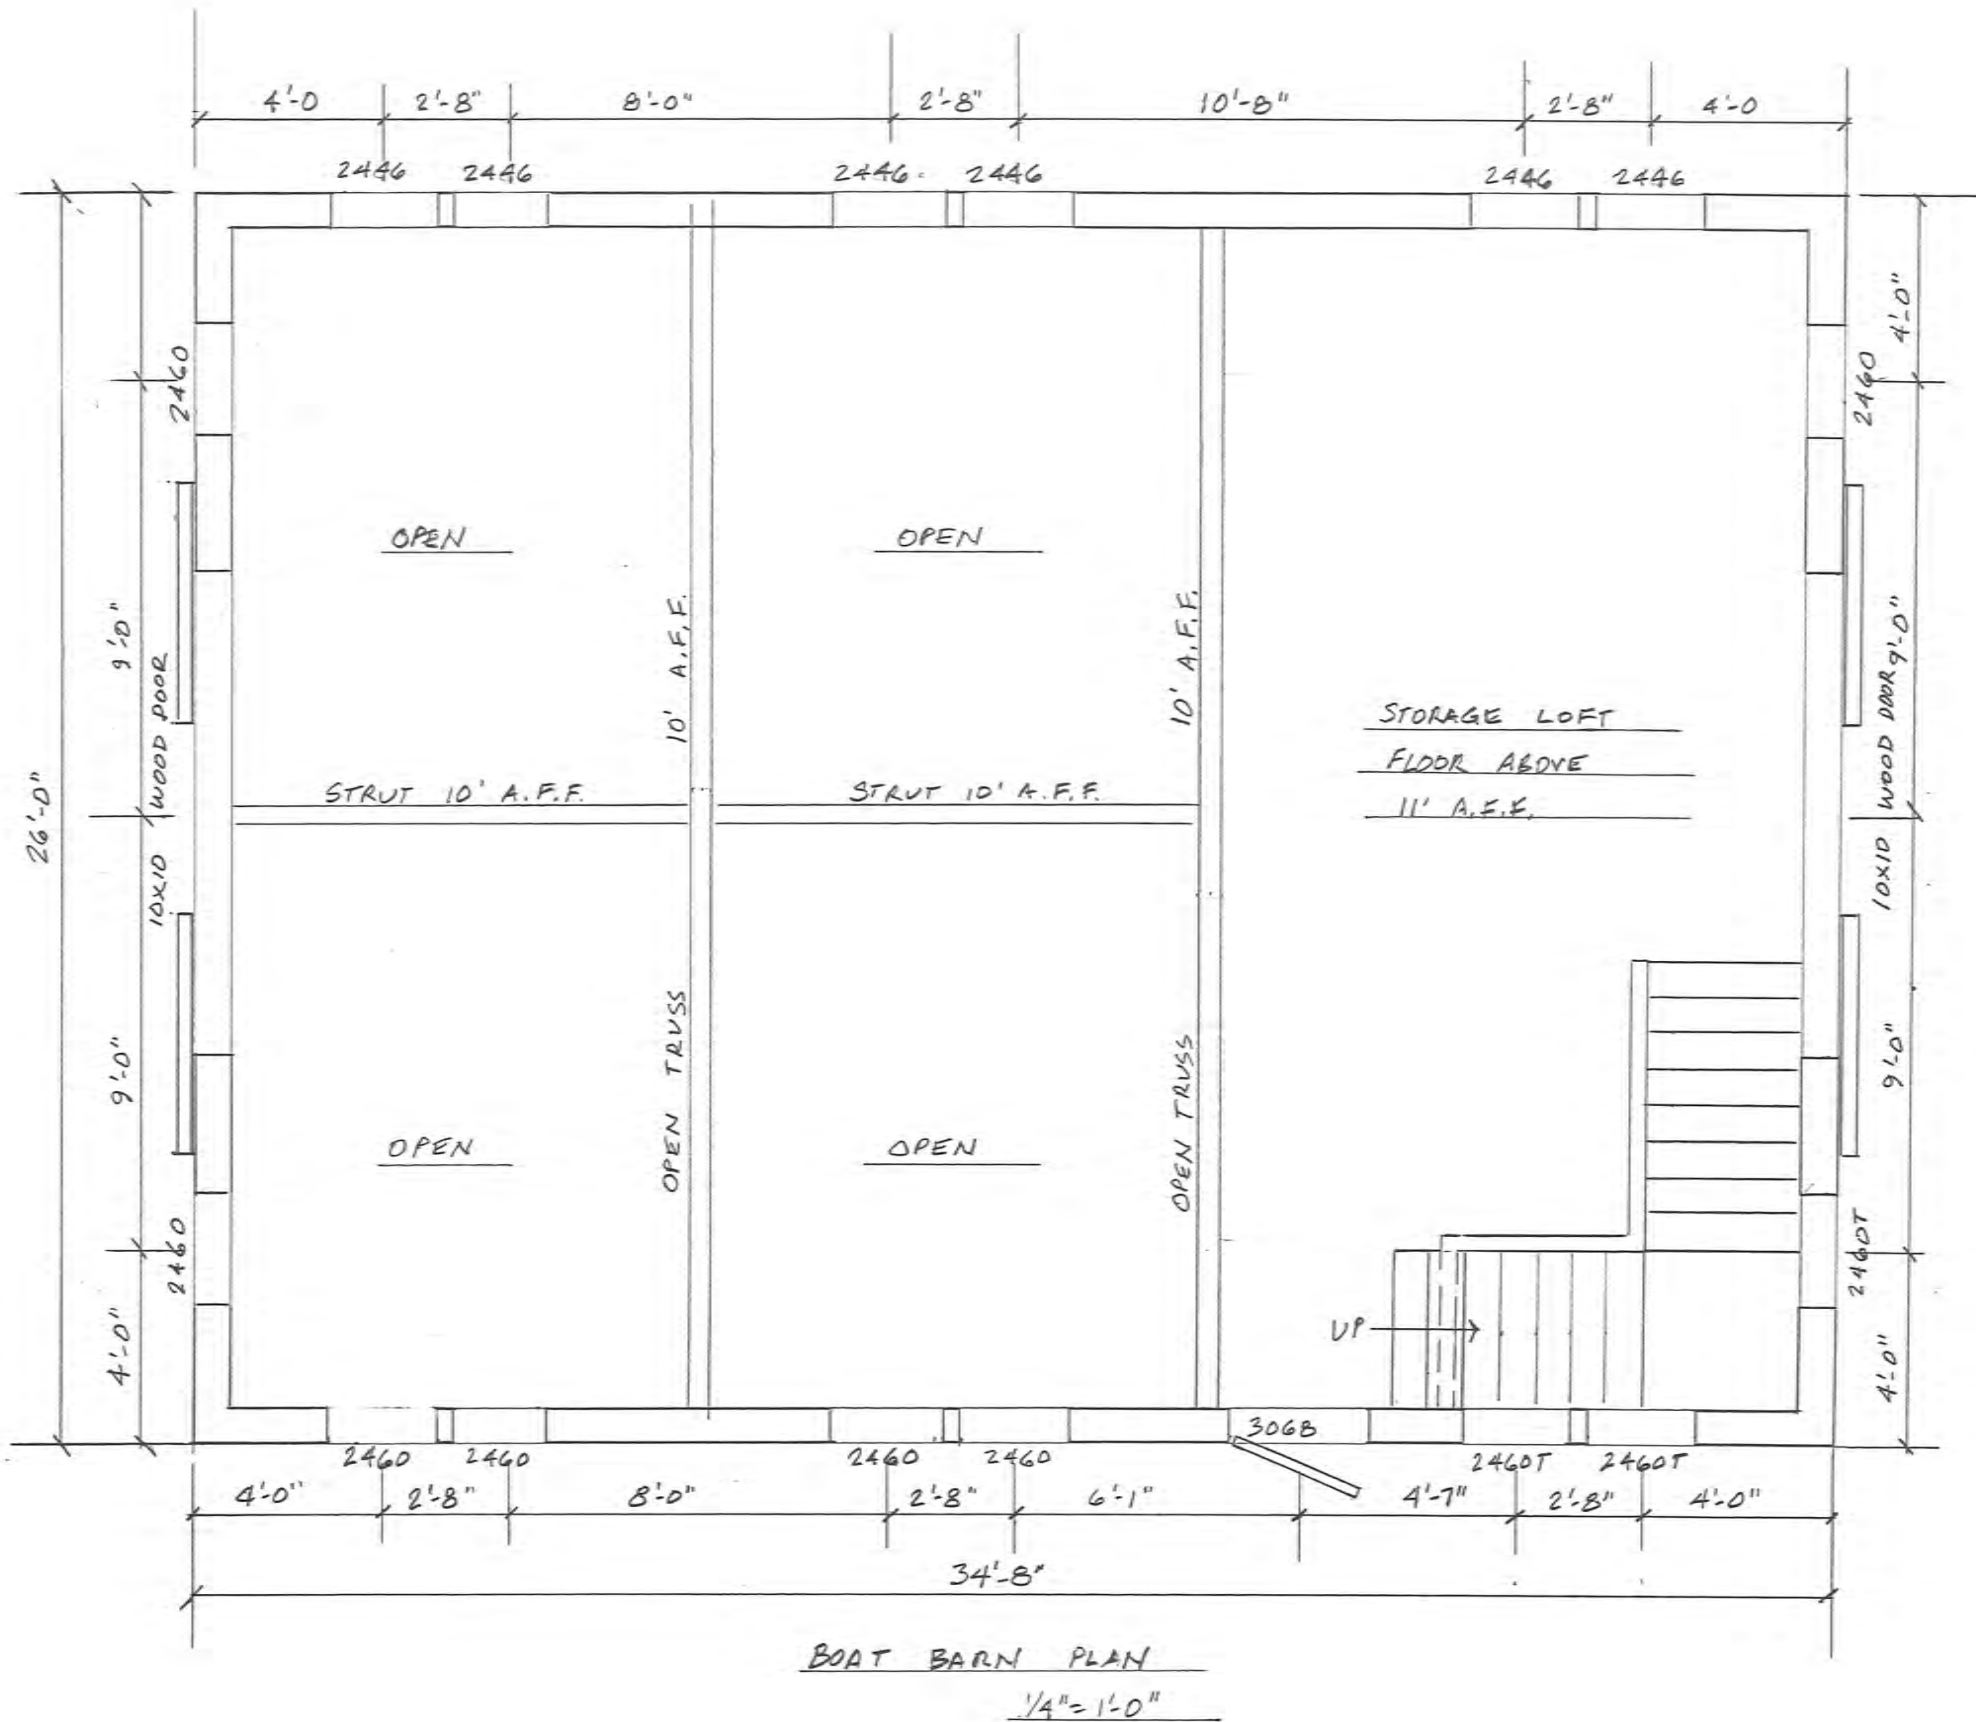 4'-0 2'-8" 8'-0" 2'-8" 10'-8" 2'-8" 4'-0
2446 2446 2446 2446 2446 2446
4'-0"
2460
2460
OPEN OPEN
9'-0"
WOOD DOOR
10X10
10' A.F.F.
10' A.F.F.
9'-0"
WOOD DOOR
10X10
STORAGE LOFT
FLOOR ABOVE
11' A.F.F.
STRUT 10' A.F.F. STRUT 10' A.F.F.
26'-0"
9'-0"
OPEN TRUSS
OPEN TRUSS
9'-0"
OPEN OPEN
2460
2460T
UP
4'-0"
4'-0"
3068
2460 2460 2460 2460 2460T 2460T
4'-0" 2'-8" 8'-0" 2'-8" 6'-1" 4'-7" 2'-8" 4'-0"
34'-8"
BOAT BARN PLAN
1/4" = 1'-0"